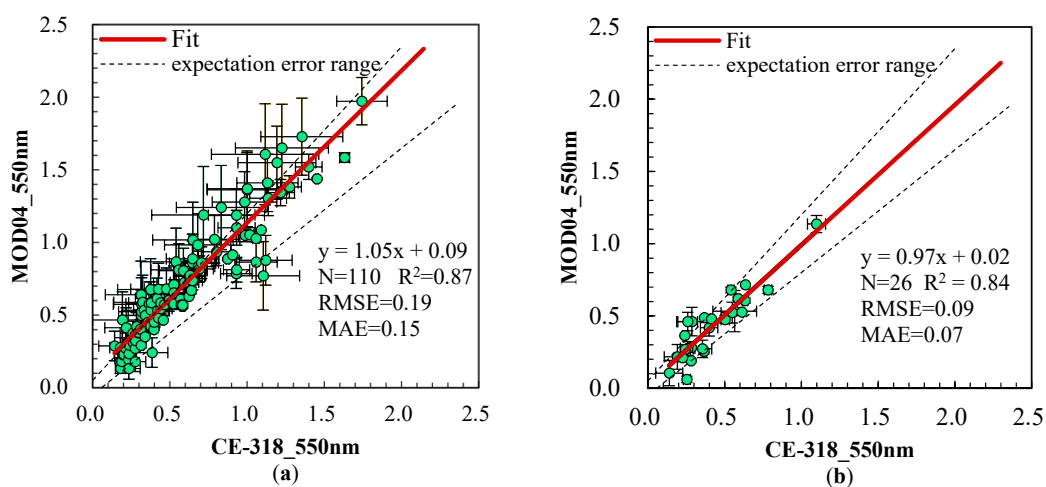 2.5
2.0
1.5
1.0
0.5
0.0
MOD04_550nm
Fit
expectation error range
y = 1.05x + 0.09
N=110 R²=0.87
RMSE=0.19
MAE=0.15
0.0 0.5 1.0 1.5 2.0 2.5
CE-318_550nm
(a)
2.5
2.0
1.5
1.0
0.5
0.0
MOD04_550nm
Fit
expectation error range
y = 0.97x + 0.02
N=26 R² = 0.84
RMSE=0.09
MAE=0.07
0.0 0.5 1.0 1.5 2.0 2.5
CE-318_550nm
(b)